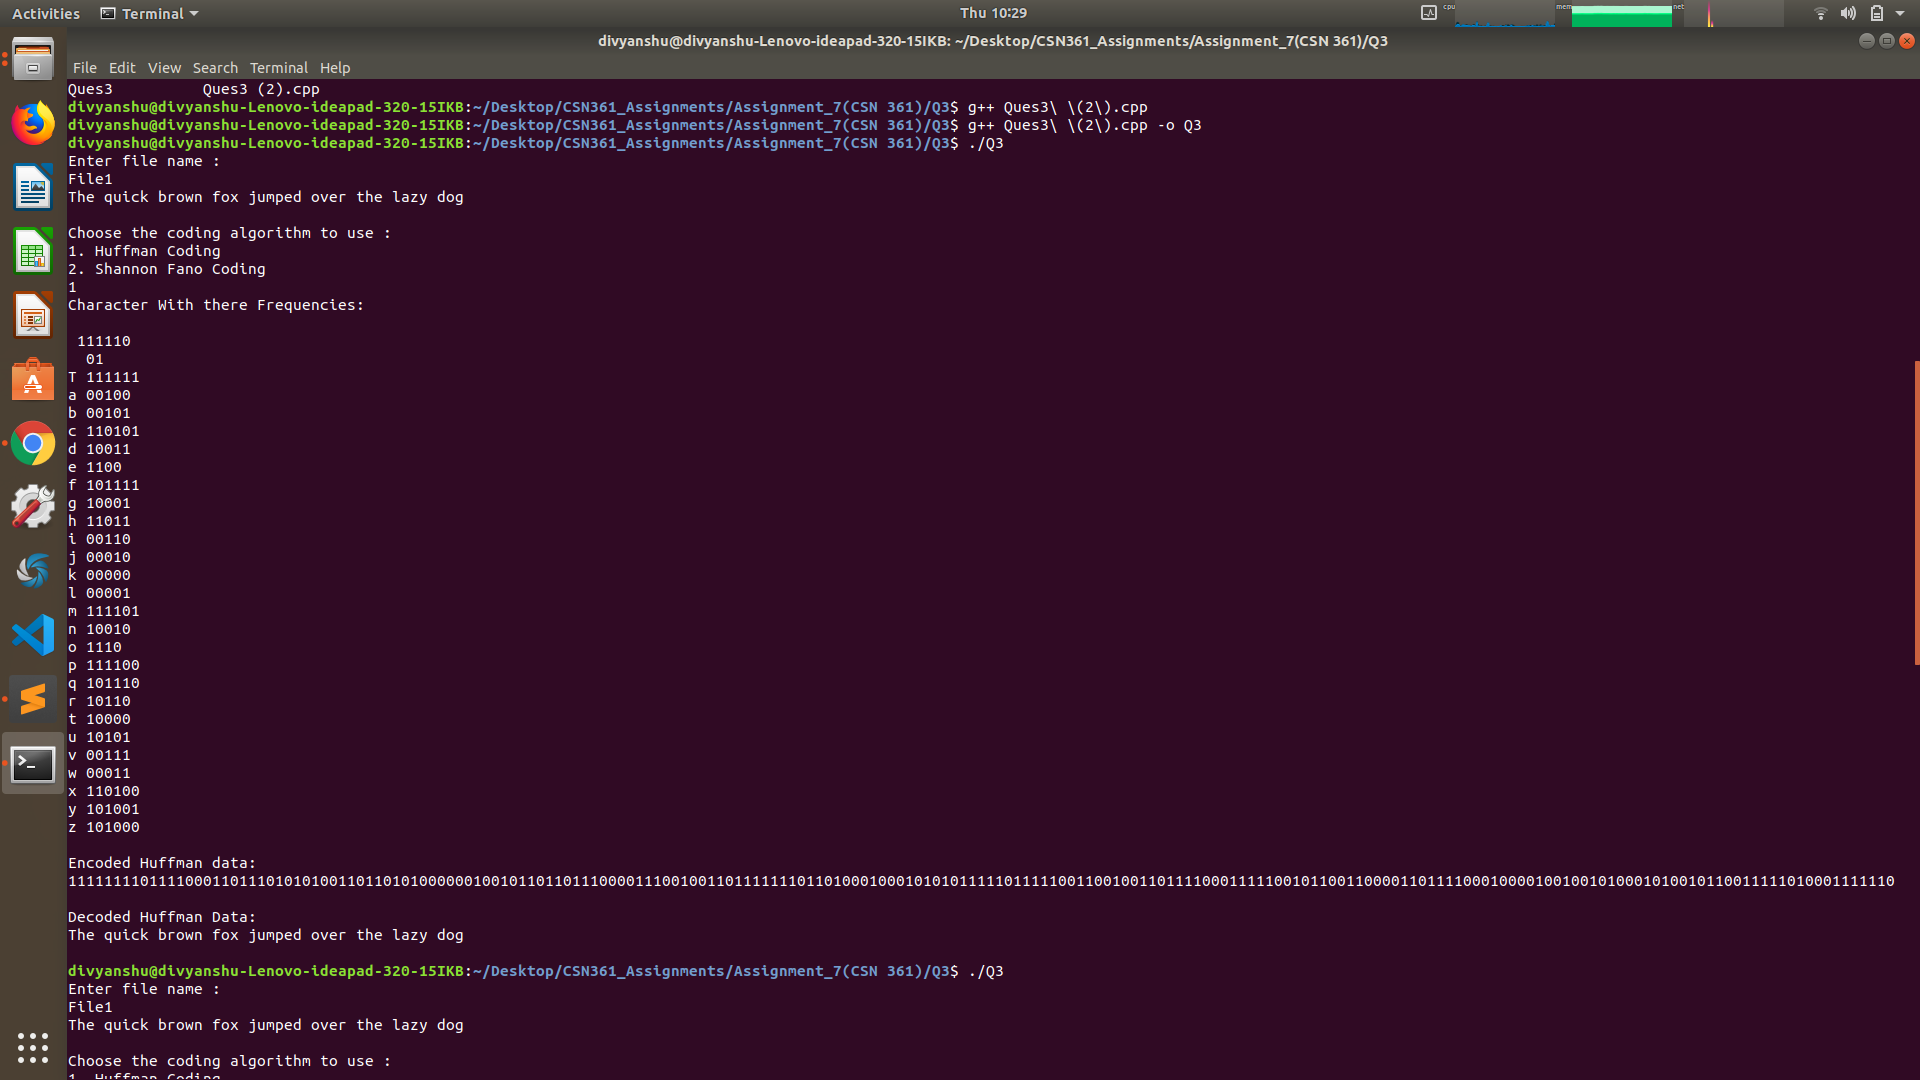 Activities Terminal Thu 10:29 cpu mem net
divyanshu@divyanshu-Lenovo-ideapad-320-15IKB: ~/Desktop/CSN361_Assignments/Assignment_7(CSN 361)/Q3
File Edit View Search Terminal Help
Ques3          Ques3 (2).cpp
divyanshu@divyanshu-Lenovo-ideapad-320-15IKB:~/Desktop/CSN361_Assignments/Assignment_7(CSN 361)/Q3$ g++ Ques3\ \(2\).cpp
divyanshu@divyanshu-Lenovo-ideapad-320-15IKB:~/Desktop/CSN361_Assignments/Assignment_7(CSN 361)/Q3$ g++ Ques3\ \(2\).cpp -o Q3
divyanshu@divyanshu-Lenovo-ideapad-320-15IKB:~/Desktop/CSN361_Assignments/Assignment_7(CSN 361)/Q3$ ./Q3
Enter file name :
File1
The quick brown fox jumped over the lazy dog
Choose the coding algorithm to use :
1. Huffman Coding
2. Shannon Fano Coding
1
Character With there Frequencies:
111110
01
T 111111
a 00100
b 00101
c 110101
d 10011
e 1100
f 101111
g 10001
h 11011
i 00110
j 00010
k 00000
l 00001
m 111101
n 10010
o 1110
p 111100
q 101110
r 10110
t 10000
u 10101
v 00111
w 00011
x 110100
y 101001
z 101000
Encoded Huffman data:
11111111011110001101110101010011011010100000010010110110111000011100100110111111101101000100010101011111011111001100100110111100011111001011001100001101111000100001001001010001010010110011111010001111110
Decoded Huffman Data:
The quick brown fox jumped over the lazy dog
divyanshu@divyanshu-Lenovo-ideapad-320-15IKB:~/Desktop/CSN361_Assignments/Assignment_7(CSN 361)/Q3$ ./Q3
Enter file name :
File1
The quick brown fox jumped over the lazy dog
Choose the coding algorithm to use :
1. Huffman Coding